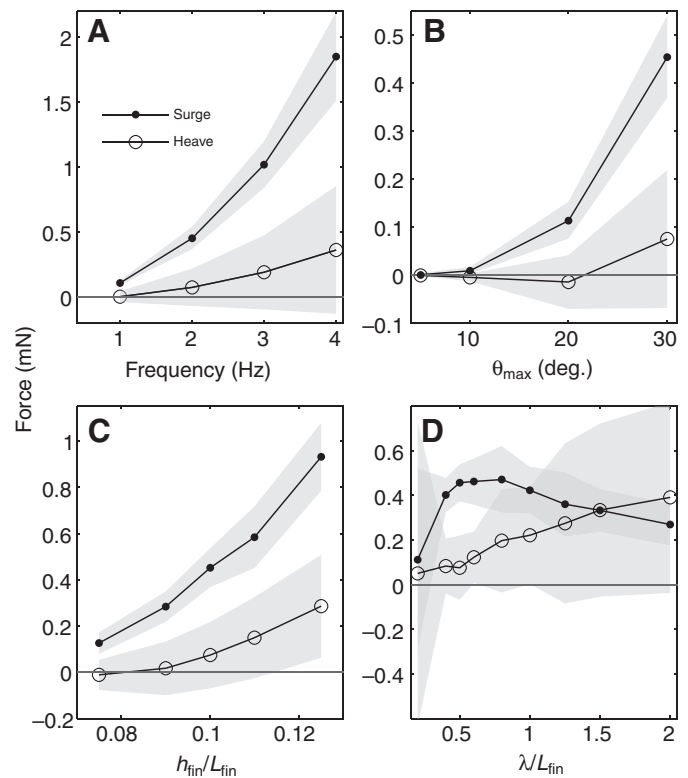 A
2
1.5
1
0.5
0
Surge
Heave
1 2 3 4
Frequency (Hz)
B
0.5
0.4
0.3
0.2
0.1
0
–0.1
10 20 30
θmax (deg.)
Force (mN)
C
1
0.8
0.6
0.4
0.2
0
–0.2
0.08 0.1 0.12
hfin/Lfin
D
0.6
0.4
0.2
0
–0.2
–0.4
0.5 1 1.5 2
λ/Lfin